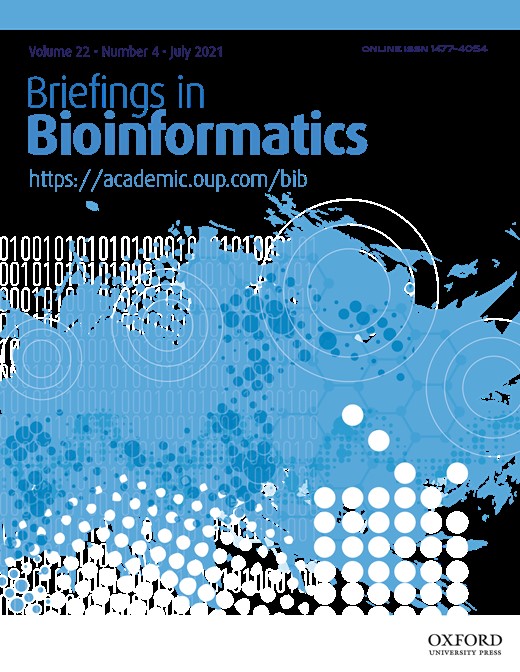 Volume 22 • Number 4 • July 2021
ONLINE ISSN 1477-4054
Briefings in
Bioinformatics
https://academic.oup.com/bib
OXFORD
UNIVERSITY PRESS